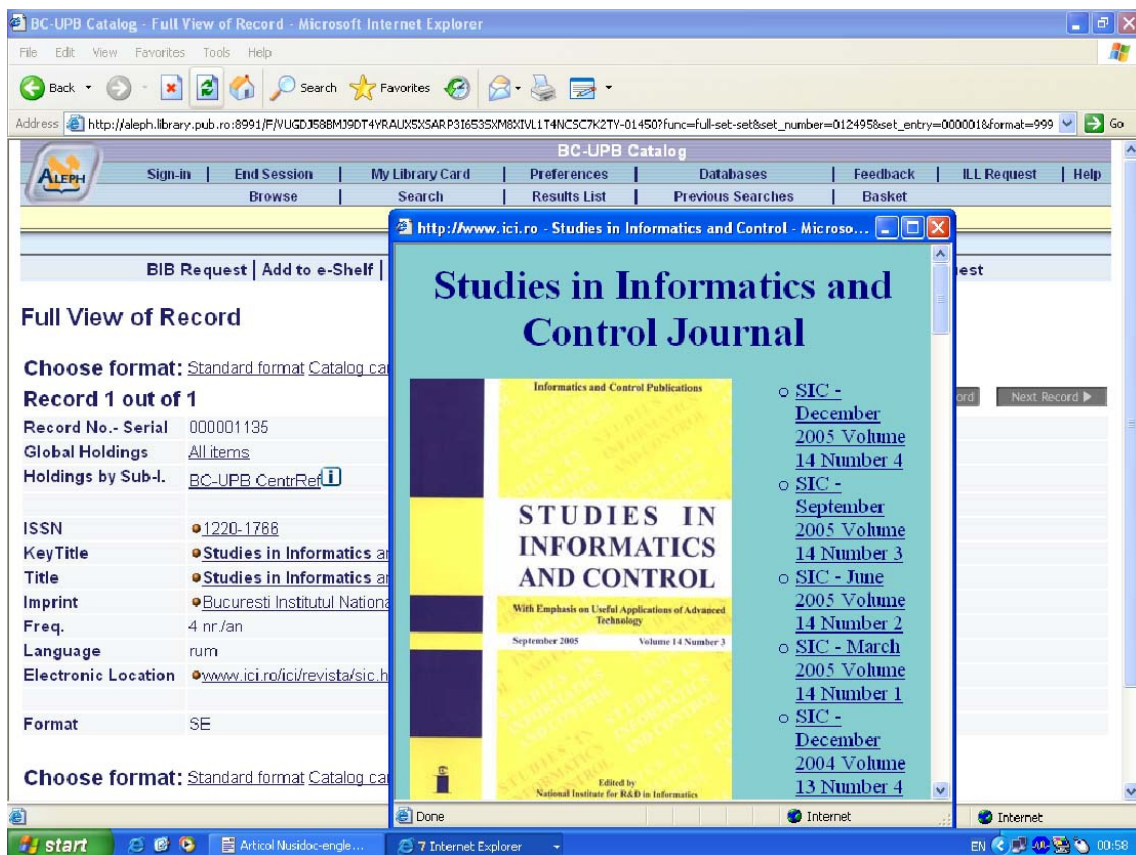 BC-UPB Catalog - Full View of Record - Microsoft Internet Explorer
File Edit View Favorites Tools Help
Back Search Favorites
Address http://aleph.library.pub.ro:8991/F/VUGDJ58BMJ9DT4YRAUX5XSARP3I653SXM8XIVL1T4NCSC7K2TY-01450?func=full-set-set&set_number=012495&set_entry=000001&format=999 Go
BC-UPB Catalog
ALEPH
Sign-in | End Session | My Library Card | Preferences | Databases | Feedback | ILL Request | Help
Browse | Search | Results List | Previous Searches | Basket
BIB Request | Add to e-Shelf |
Full View of Record
Choose format: Standard format Catalog ca
Record 1 out of 1
Next Record
Record No.- Serial 000001135
Global Holdings All items
Holdings by Sub-l. BC-UPB CentrRef
ISSN 1220-1766
KeyTitle Studies in Informatics a
Title Studies in Informatics a
Imprint Bucuresti Institutul Nationa
Freq. 4 nr./an
Language rum
Electronic Location www.ici.ro/ici/revista/sic.h
Format SE
Choose format: Standard format Catalog ca
http://www.ici.ro - Studies in Informatics and Control - Microso...
Studies in Informatics and
Control Journal
Informatics and Control Publications
STUDIES IN
INFORMATICS
AND CONTROL
With Emphasis on Useful Applications of Advanced
Technology
September 2005 Volume 14 Number 3
Edited by
National Institute for R&D in Informatics
SIC -
December
2005 Volume
14 Number 4
SIC -
September
2005 Volume
14 Number 3
SIC - June
2005 Volume
14 Number 2
SIC - March
2005 Volume
14 Number 1
SIC -
December
2004 Volume
13 Number 4
Done Internet
Internet
start Articol Nusidoc-engle... 7 Internet Explorer EN 00:58